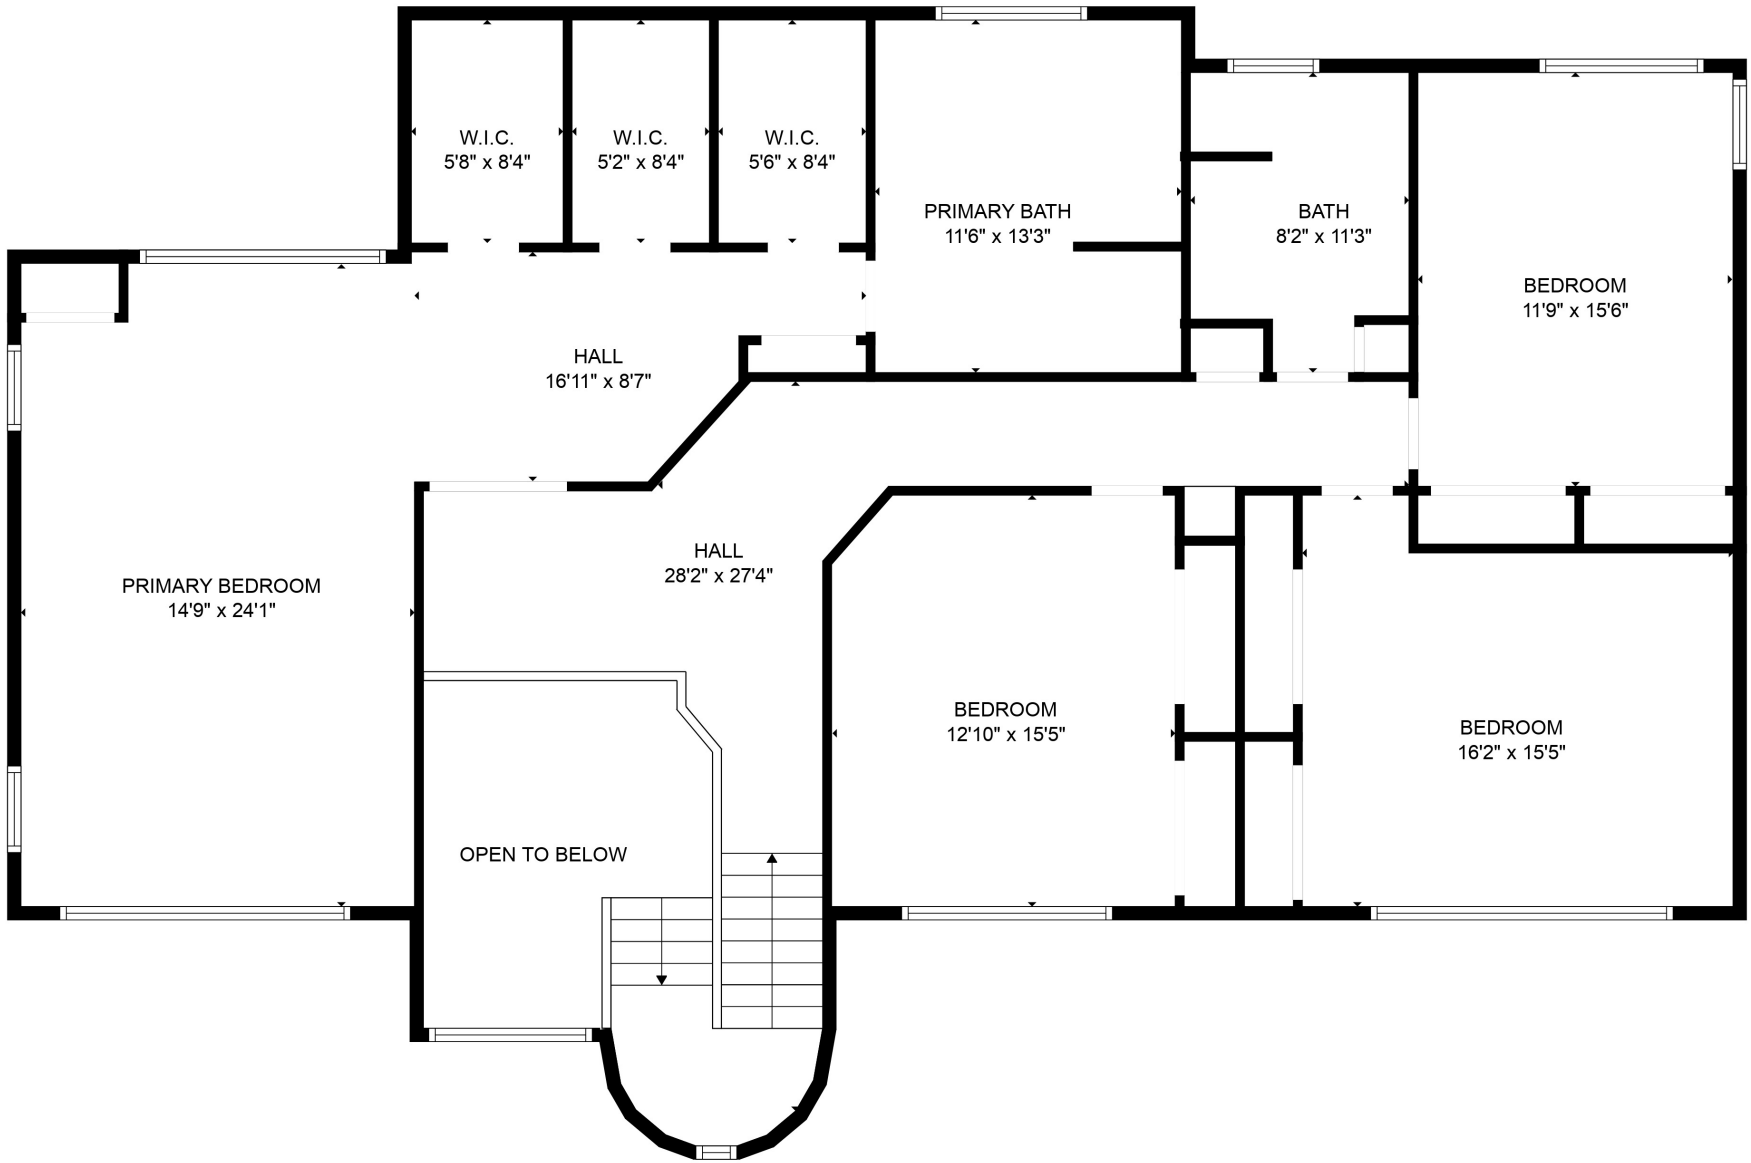 W.I.C.
5'8" x 8'4"
W.I.C.
5'2" x 8'4"
W.I.C.
5'6" x 8'4"
PRIMARY BATH
11'6" x 13'3"
BATH
8'2" x 11'3"
BEDROOM
11'9" x 15'6"
HALL
16'11" x 8'7"
HALL
28'2" x 27'4"
PRIMARY BEDROOM
14'9" x 24'1"
BEDROOM
12'10" x 15'5"
BEDROOM
16'2" x 15'5"
OPEN TO BELOW